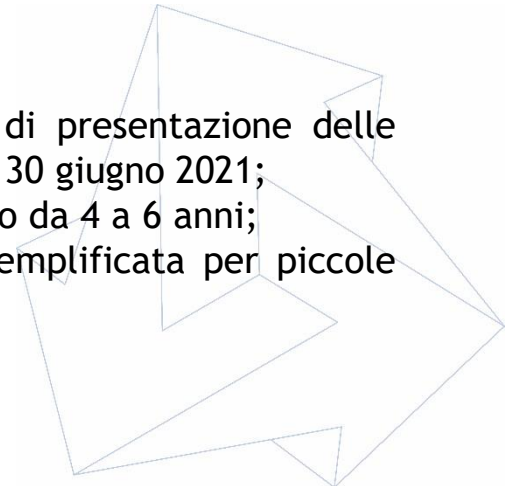 di presentazione delle
30 giugno 2021;
o da 4 a 6 anni;
emplificata per piccole